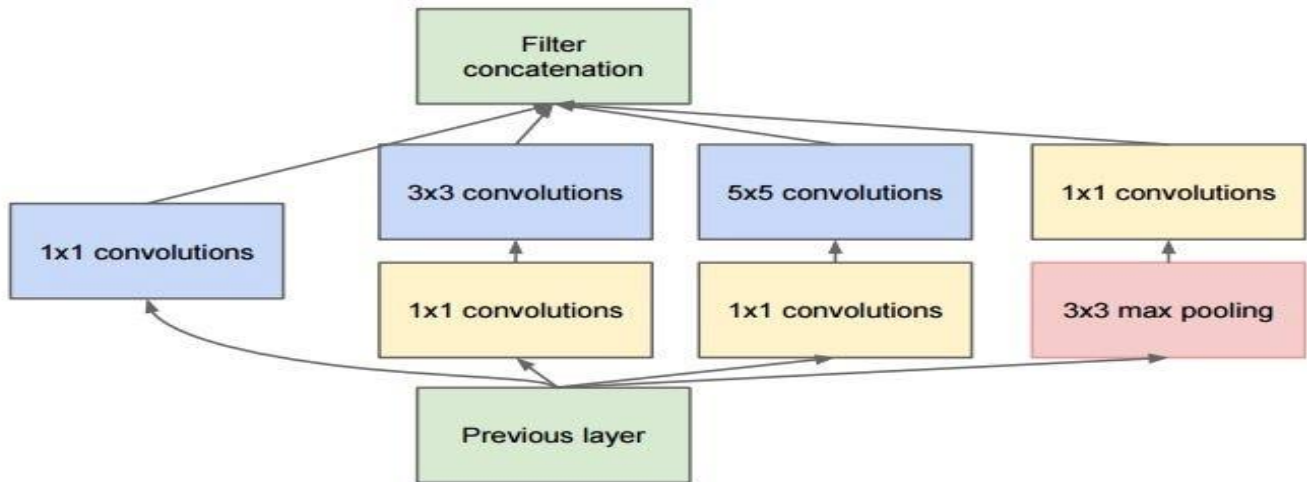 Filter
concatenation
3x3 convolutions
5x5 convolutions
1x1 convolutions
1x1 convolutions
1x1 convolutions
1x1 convolutions
3x3 max pooling
Previous layer